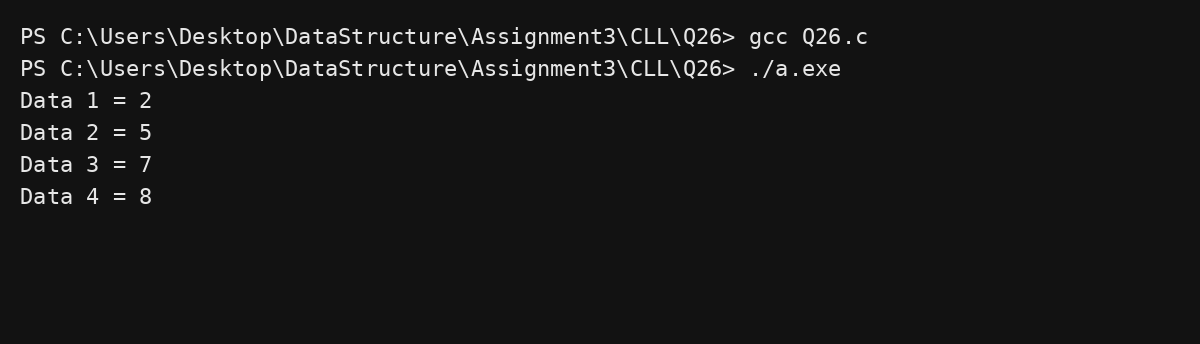 PS C:\Users\Desktop\DataStructure\Assignment3\CLL\Q26> gcc Q26.c
PS C:\Users\Desktop\DataStructure\Assignment3\CLL\Q26> ./a.exe
Data 1 = 2
Data 2 = 5
Data 3 = 7
Data 4 = 8